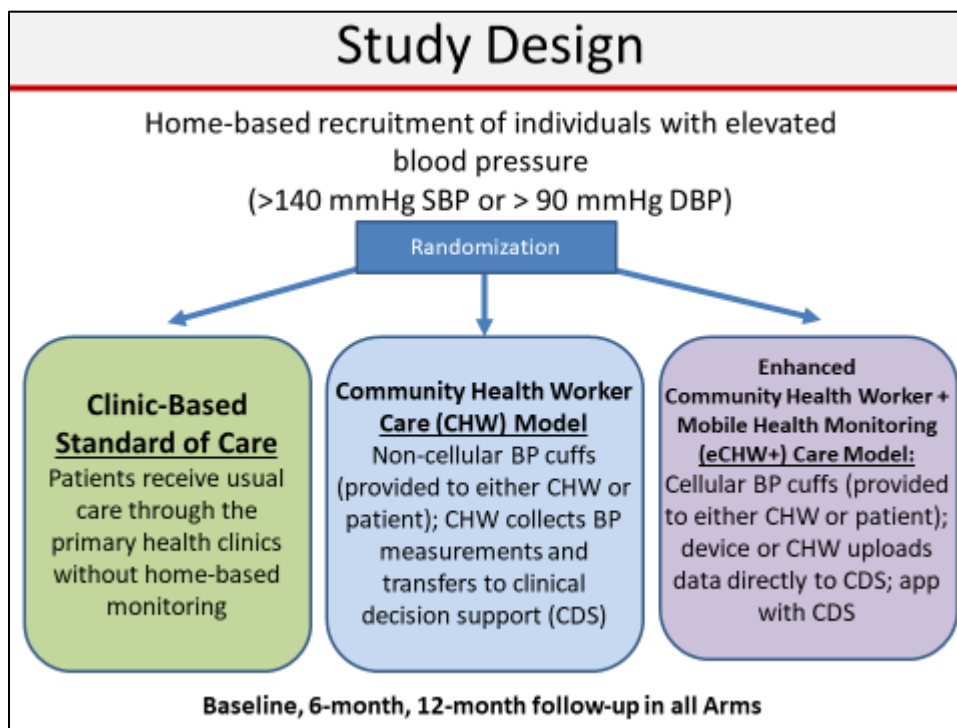 Study Design
Home-based recruitment of individuals with elevated
blood pressure
(>140 mmHg SBP or > 90 mmHg DBP)
Randomization
Clinic-Based
Standard of Care
Patients receive usual
care through the
primary health clinics
without home-based
monitoring
Community Health Worker
Care (CHW) Model
Non-cellular BP cuffs
(provided to either CHW or
patient); CHW collects BP
measurements and
transfers to clinical
decision support (CDS)
Enhanced
Community Health Worker +
Mobile Health Monitoring
(eCHW+) Care Model:
Cellular BP cuffs (provided
to either CHW or patient);
device or CHW uploads
data directly to CDS; app
with CDS
Baseline, 6-month, 12-month follow-up in all Arms